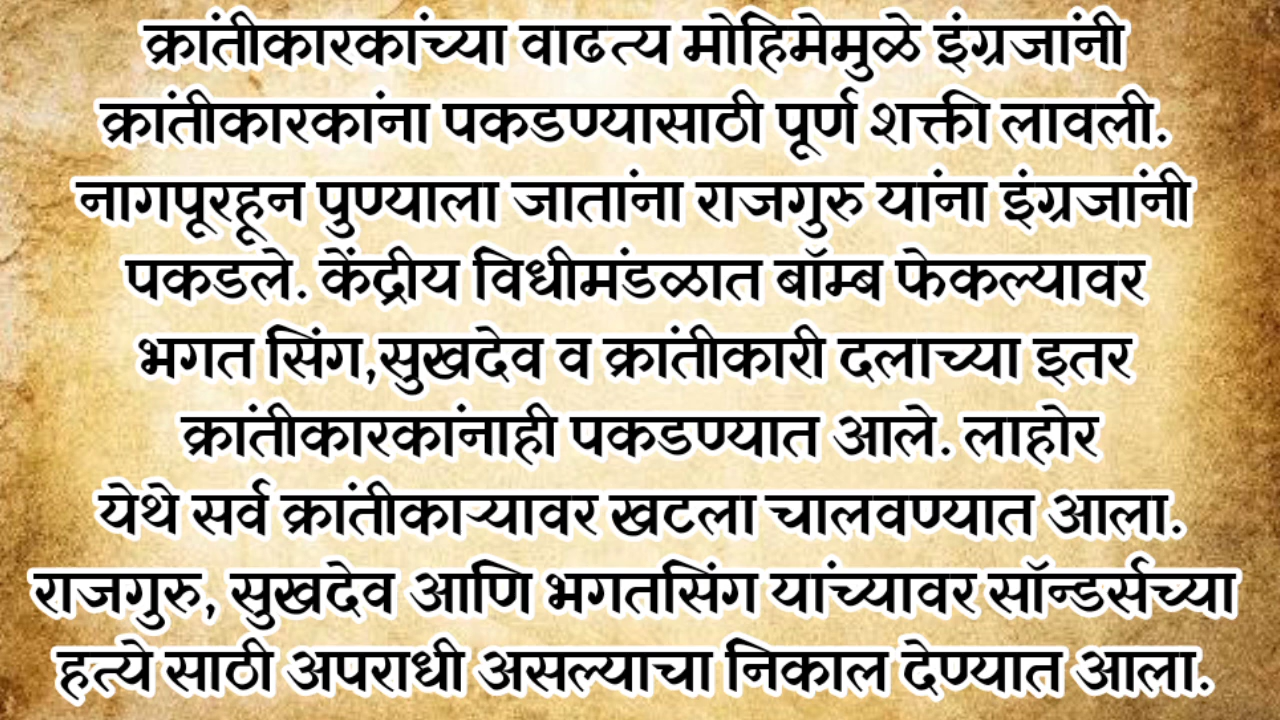 क्रांतीकारकांच्या वाढत्य मोहिमेमुळे इंग्रजांनी
क्रांतीकारकांना पकडण्यासाठी पूर्ण शक्ती लावली.
नागपूरहून पुण्याला जातांना राजगुरु यांना इंग्रजांनी
पकडले. केंद्रीय विधीमंडळात बॉम्ब फेकल्यावर
भगत सिंग,सुखदेव व क्रांतीकारी दलाच्या इतर
क्रांतीकारकांनाही पकडण्यात आले. लाहोर
येथे सर्व क्रांतीकाऱ्यावर खटला चालवण्यात आला.
राजगुरु, सुखदेव आणि भगतसिंग यांच्यावर सॉन्डर्सच्या
हत्ये साठी अपराधी असल्याचा निकाल देण्यात आला.